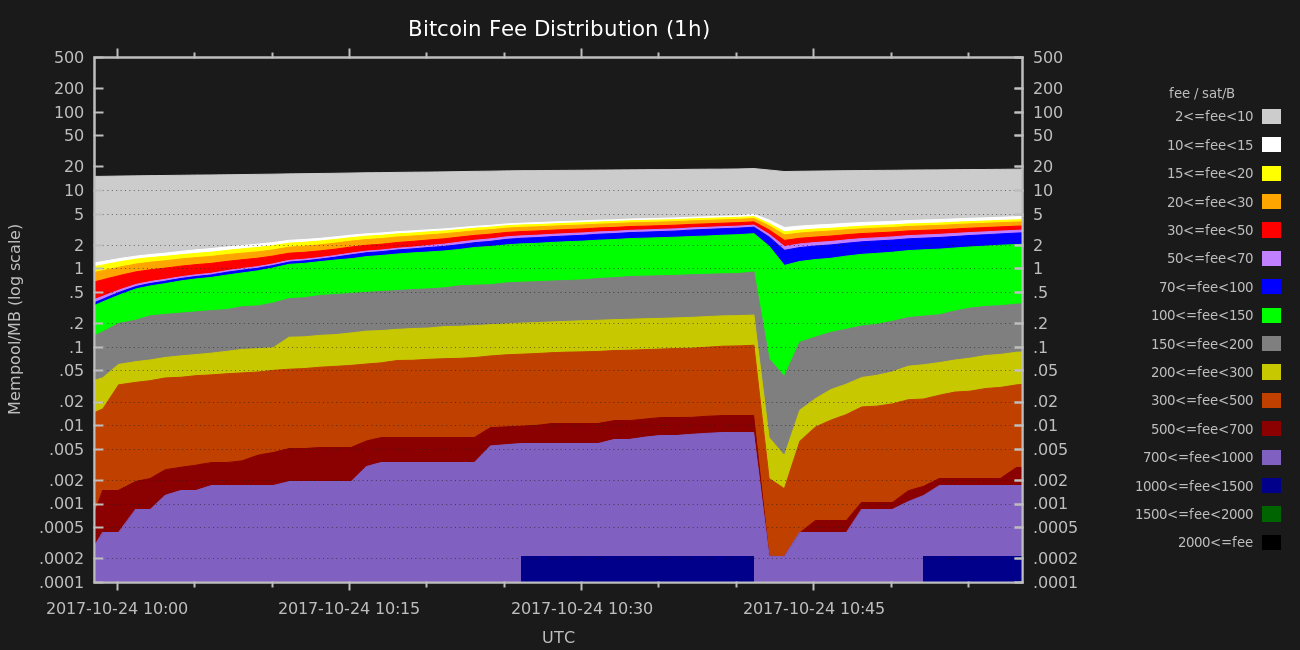 Bitcoin Fee Distribution (1h)
Mempool/MB (log scale)
500
200
100
50
20
10
5
2
1
.5
.2
.1
.05
.02
.01
.005
.002
.001
.0005
.0002
.0001
500
200
100
50
20
10
5
2
1
.5
.2
.1
.05
.02
.01
.005
.002
.001
.0005
.0002
.0001
2017-10-24 10:00 2017-10-24 10:15 2017-10-24 10:30 2017-10-24 10:45
UTC
fee / sat/B
2<=fee<10
10<=fee<15
15<=fee<20
20<=fee<30
30<=fee<50
50<=fee<70
70<=fee<100
100<=fee<150
150<=fee<200
200<=fee<300
300<=fee<500
500<=fee<700
700<=fee<1000
1000<=fee<1500
1500<=fee<2000
2000<=fee